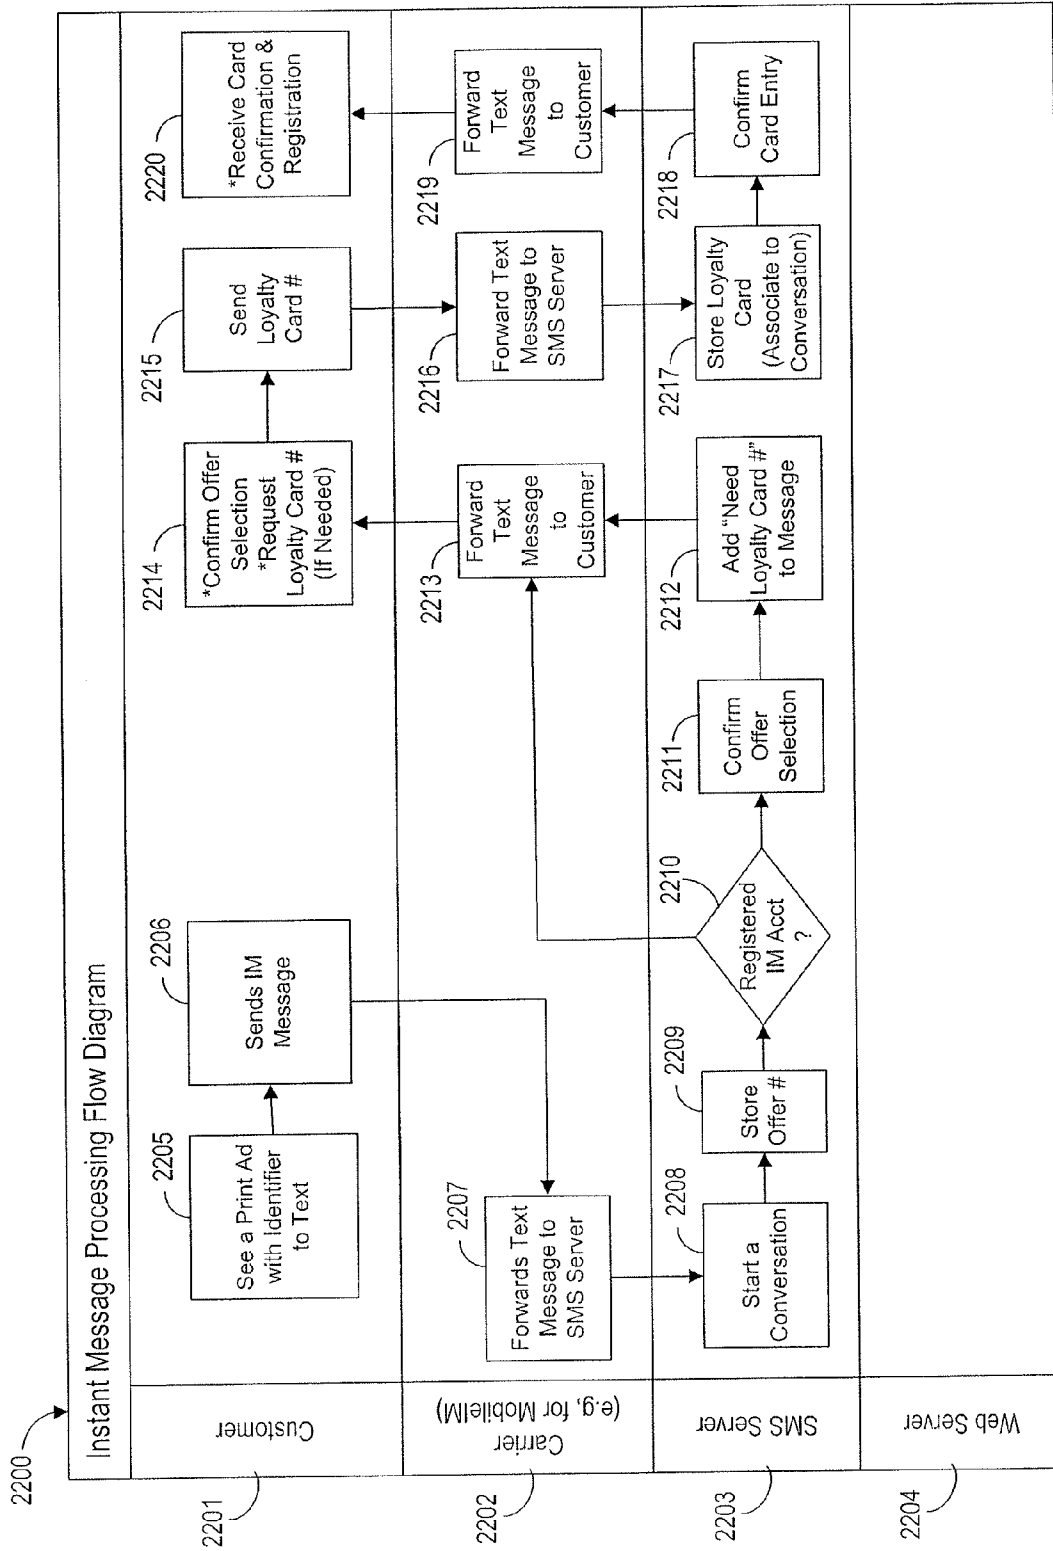 Instant Message Processing Flow Diagram
2200
2201
Customer
2205
See a Print Ad
with Identifier
to Text
2206
Sends IM
Message
2214
*Confirm Offer
Selection
*Request
Loyalty Card #
(If Needed)
2215
Send
Loyalty
Card #
2220
*Receive Card
Confirmation &
Registration
2202
Carrier
(e.g, for MobileIM)
2207
Forwards Text
Message to
SMS Server
2213
Forward
Text
Message
to
Customer
2216
Forward Text
Message to
SMS Server
2219
Forward
Text
Message
to
Customer
2203
SMS Server
2208
Start a
Conversation
2209
Store
Offer #
2210
Registered
IM Acct
?
2211
Confirm
Offer
Selection
2212
Add “Need
Loyalty Card #”
to Message
2217
Store Loyalty
Card
(Associate to
Conversation)
2218
Confirm
Card Entry
2204
Web Server